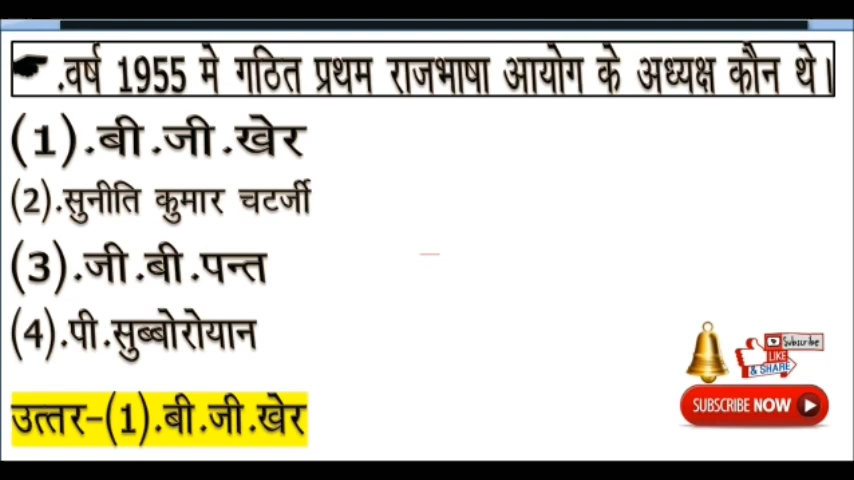 ☛.वर्ष 1955 मे गठित प्रथम राजभाषा आयोग के अध्यक्ष कौन थे।
(1).बी.जी.खेर
(2).सुनीति कुमार चटर्जी
(3).जी.बी.पन्त
(4).पी.सुब्बोरोयान
Subscribe
LIKE
& SHARE
SUBSCRIBE NOW
उत्तर-(1).बी.जी.खेर